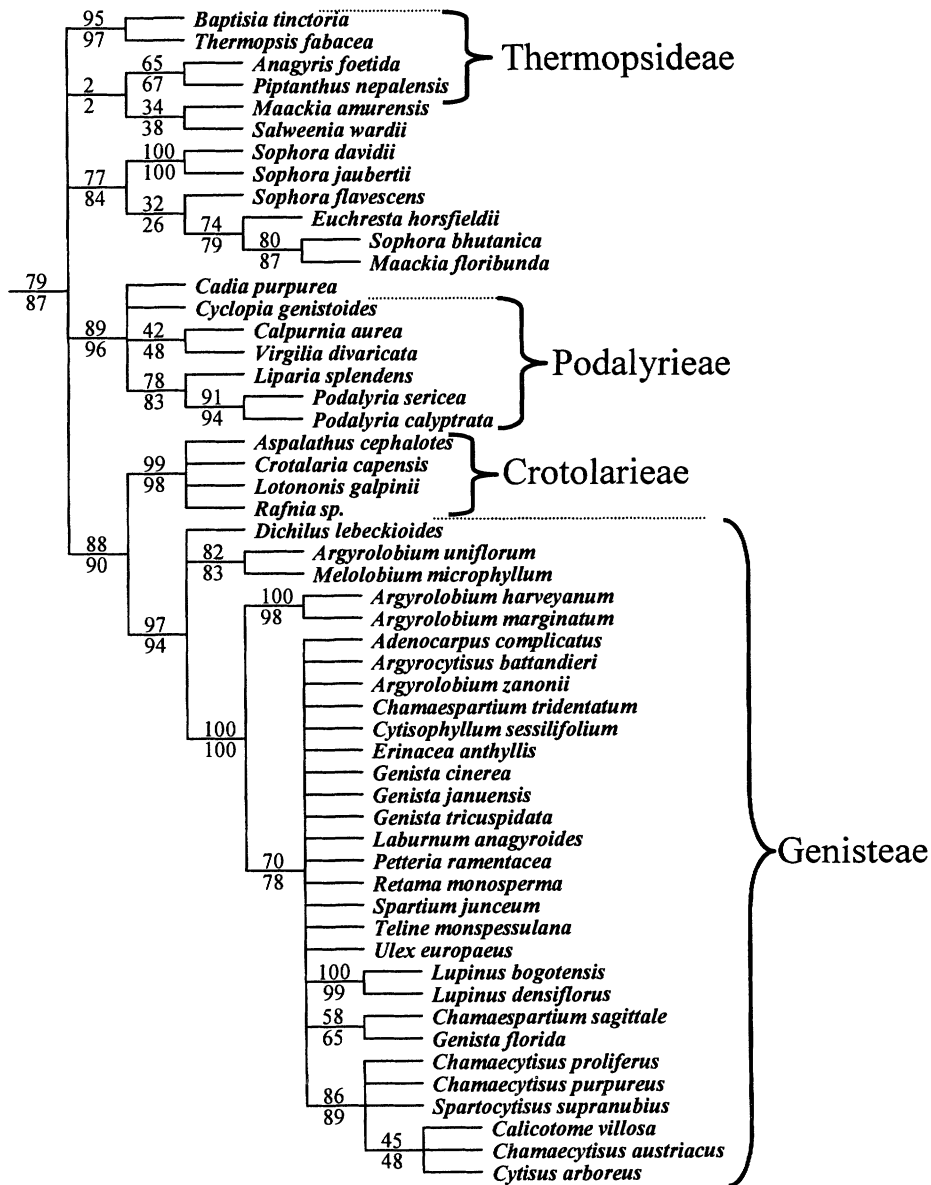 95
97
Baptisia tinctoria
Thermopsis fabacea
65
67
Anagyris foetida
Piptanthus nepalensis
Thermopsideae
2
2
34
38
Maackia amurensis
Salweenia wardii
100
100
Sophora davidii
Sophora jaubertii
77
84
32
26
Sophora flavescens
74
79
Euchresta horsfieldii
80
87
Sophora bhutanica
Maackia floribunda
79
87
Cadia purpurea
Cyclopia genistoides
89
96
42
48
Calpurnia aurea
Virgilia divaricata
Podalyrieae
78
83
Liparia splendens
91
94
Podalyria sericea
Podalyria calyptrata
99
98
Aspalathus cephalotes
Crotalaria capensis
Lotononis galpinii
Rafnia sp.
Crotolarieae
88
90
Dichilus lebeckioides
82
83
Argyrolobium uniflorum
Melolobium microphyllum
97
94
100
98
Argyrolobium harveyanum
Argyrolobium marginatum
100
100
Adenocarpus complicatus
Argyrocytisus battandieri
Argyrolobium zanonii
Chamaespartium tridentatum
Cytisophyllum sessilifolium
Erinacea anthyllis
Genista cinerea
Genista januensis
Genista tricuspidata
Laburnum anagyroides
Petteria ramentacea
Retama monosperma
Spartium junceum
Teline monspessulana
Ulex europaeus
Genisteae
70
78
100
99
Lupinus bogotensis
Lupinus densiflorus
58
65
Chamaespartium sagittale
Genista florida
86
89
Chamaecytisus proliferus
Chamaecytisus purpureus
Spartocytisus supranubius
45
48
Calicotome villosa
Chamaecytisus austriacus
Cytisus arboreus